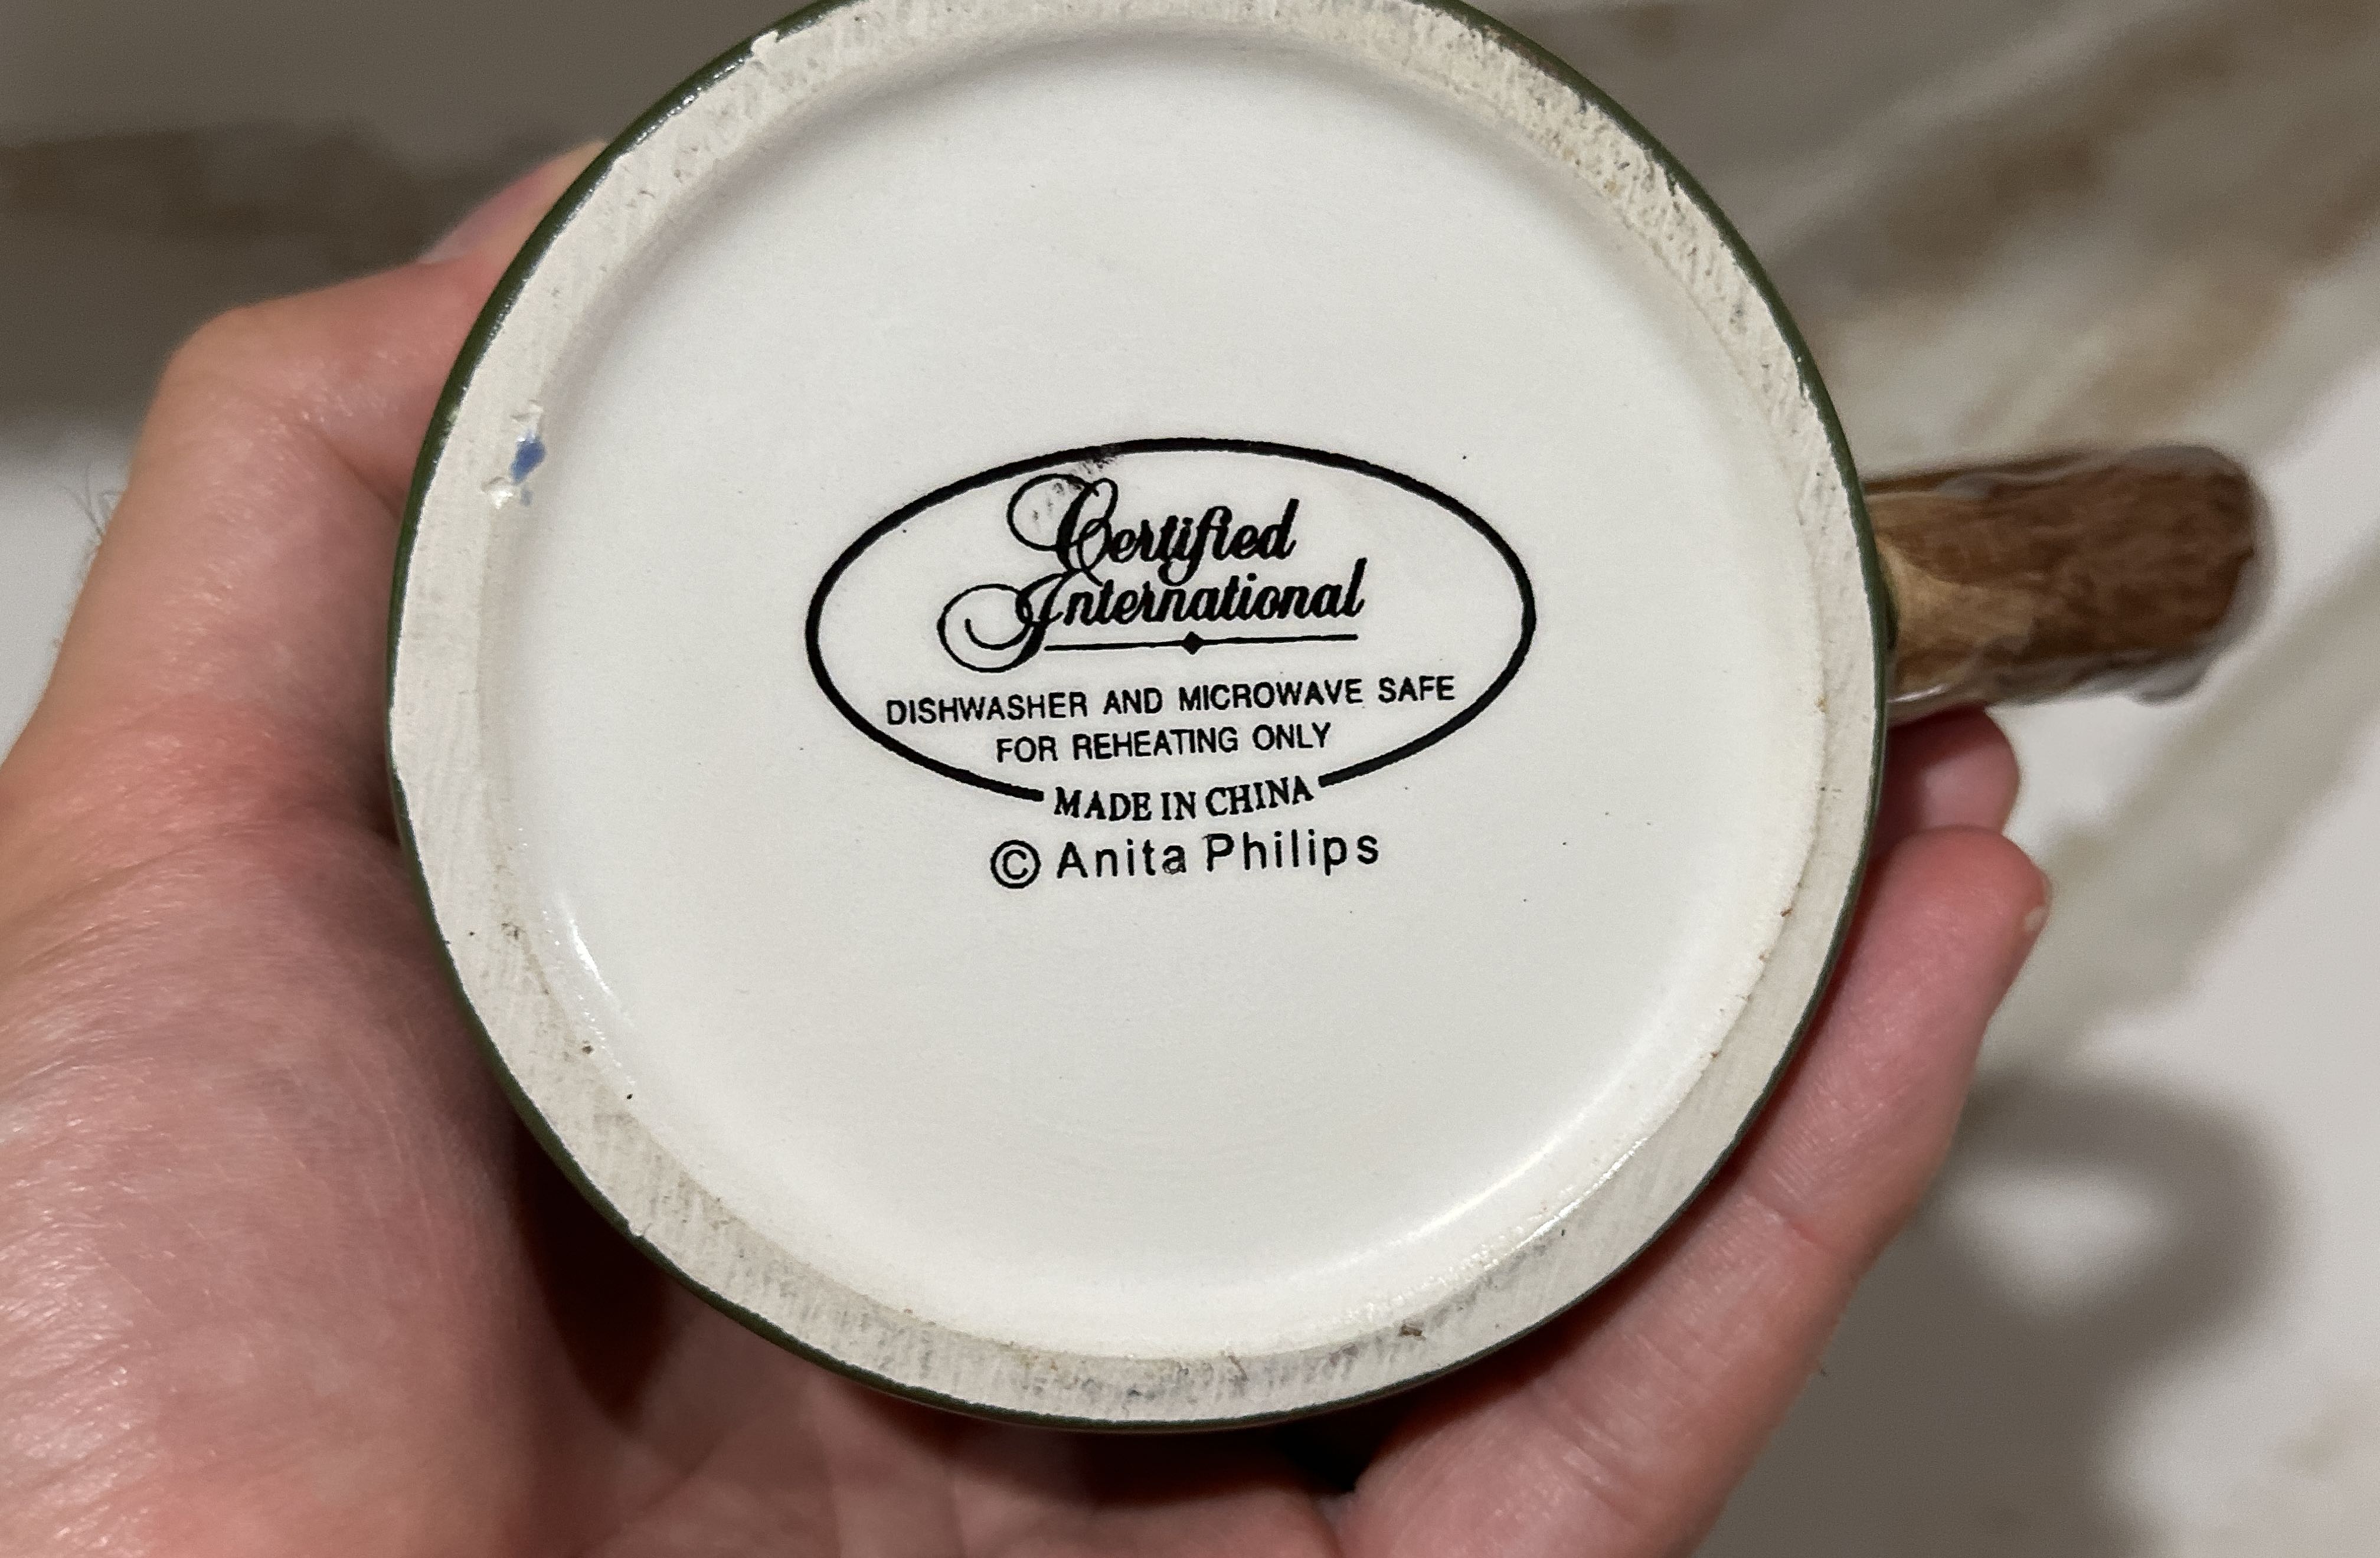 Certified
International
DISHWASHER AND MICROWAVE SAFE
FOR REHEATING ONLY
MADE IN CHINA
© Anita Philips